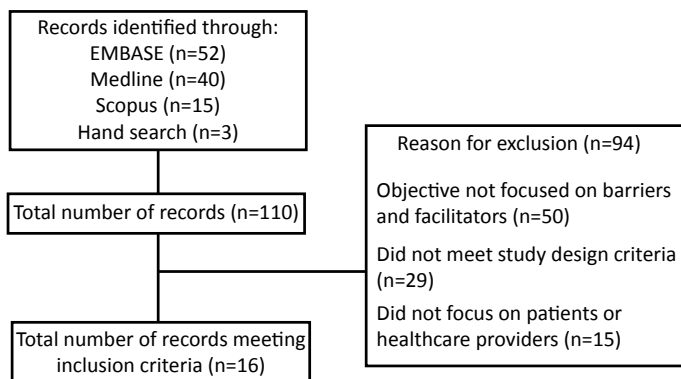 Records identified through:
EMBASE (n=52)
Medline (n=40)
Scopus (n=15)
Hand search (n=3)
Total number of records (n=110)
Reason for exclusion (n=94)
Objective not focused on barriers
and facilitators (n=50)
Did not meet study design criteria
(n=29)
Did not focus on patients or
healthcare providers (n=15)
Total number of records meeting
inclusion criteria (n=16)